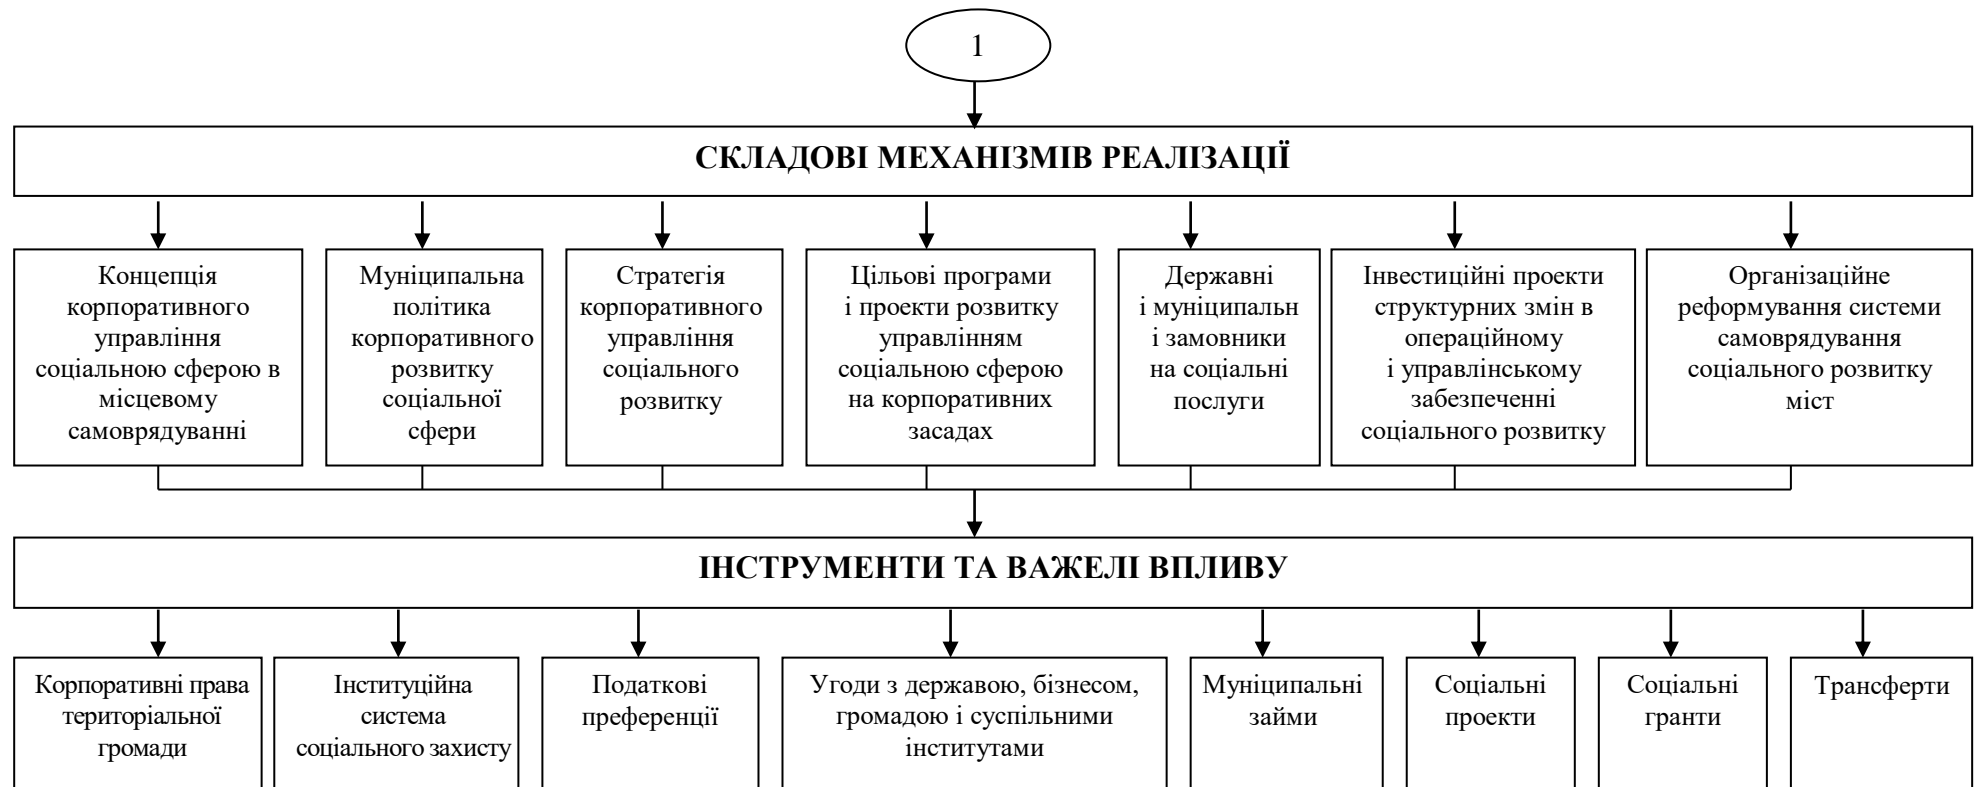 1
СКЛАДОВІ МЕХАНІЗМІВ РЕАЛІЗАЦІЇ
Концепція
корпоративного
управління
соціальною сферою в
місцевому
самоврядуванні
Муніципальна
політика
корпоративного
розвитку
соціальної
сфери
Стратегія
корпоративного
управління
соціального
розвитку
Цільові програми
і проекти розвитку
управлінням
соціальною сферою
на корпоративних
засадах
Державні
і муніципальн
і замовники
на соціальні
послуги
Інвестиційні проекти
структурних змін в
операційному
і управлінському
забезпеченні
соціального розвитку
Організаційне
реформування системи
самоврядування
соціального розвитку
міст
ІНСТРУМЕНТИ ТА ВАЖЕЛІ ВПЛИВУ
Корпоративні права
територіальної
громади
Інституційна
система
соціального захисту
Податкові
преференції
Угоди з державою, бізнесом,
громадою і суспільними
інститутами
Муніципальні
займи
Соціальні
проекти
Соціальні
гранти
Трансферти